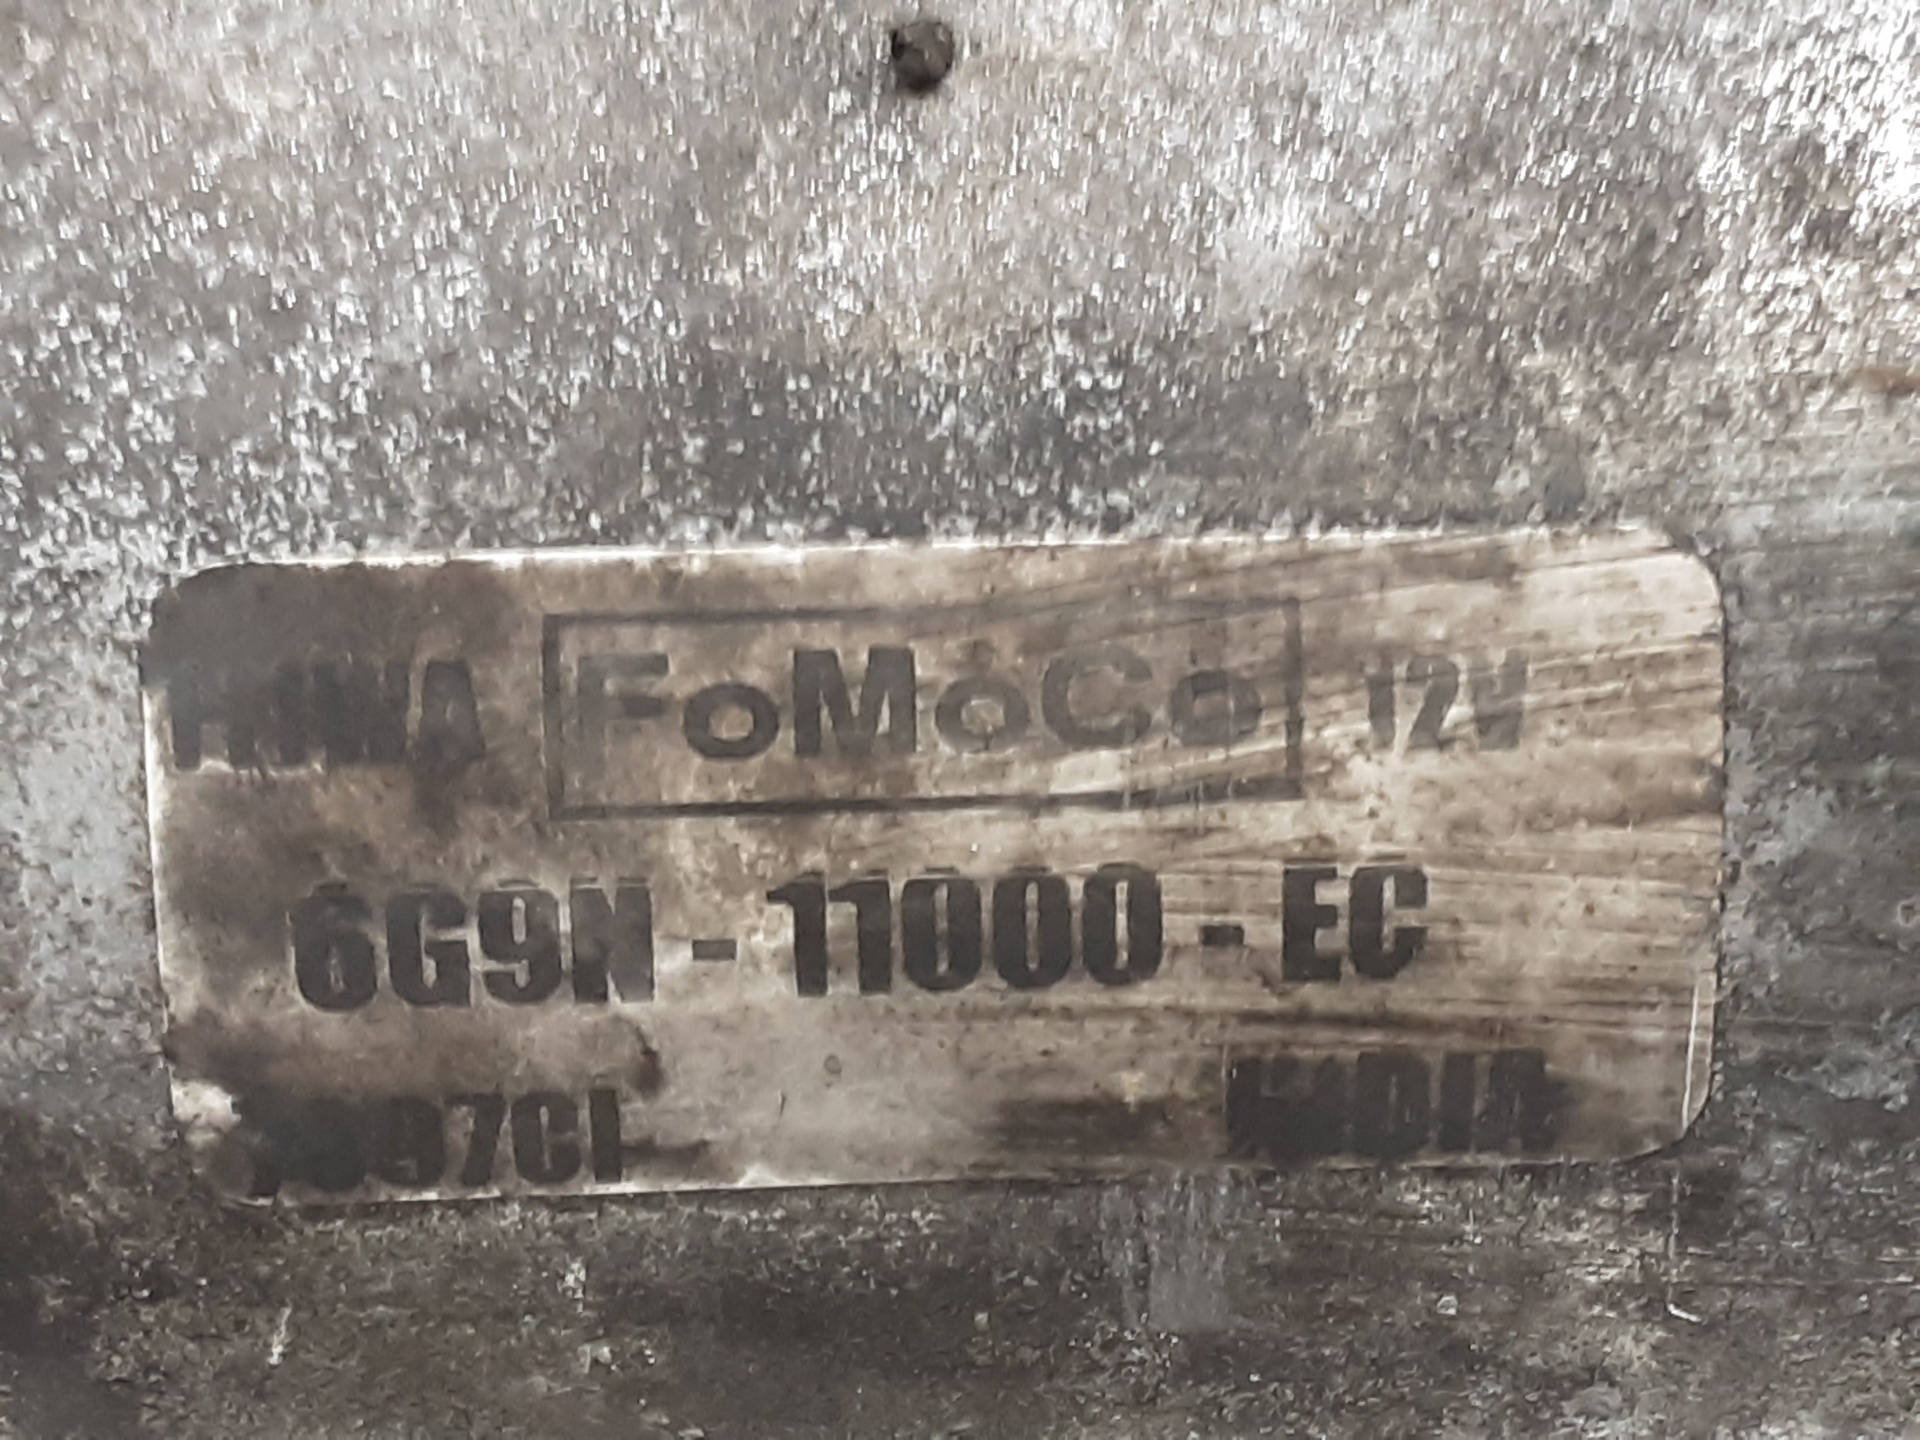 FoMoCo 12V
6G9N - 11000 - EC
INDIA